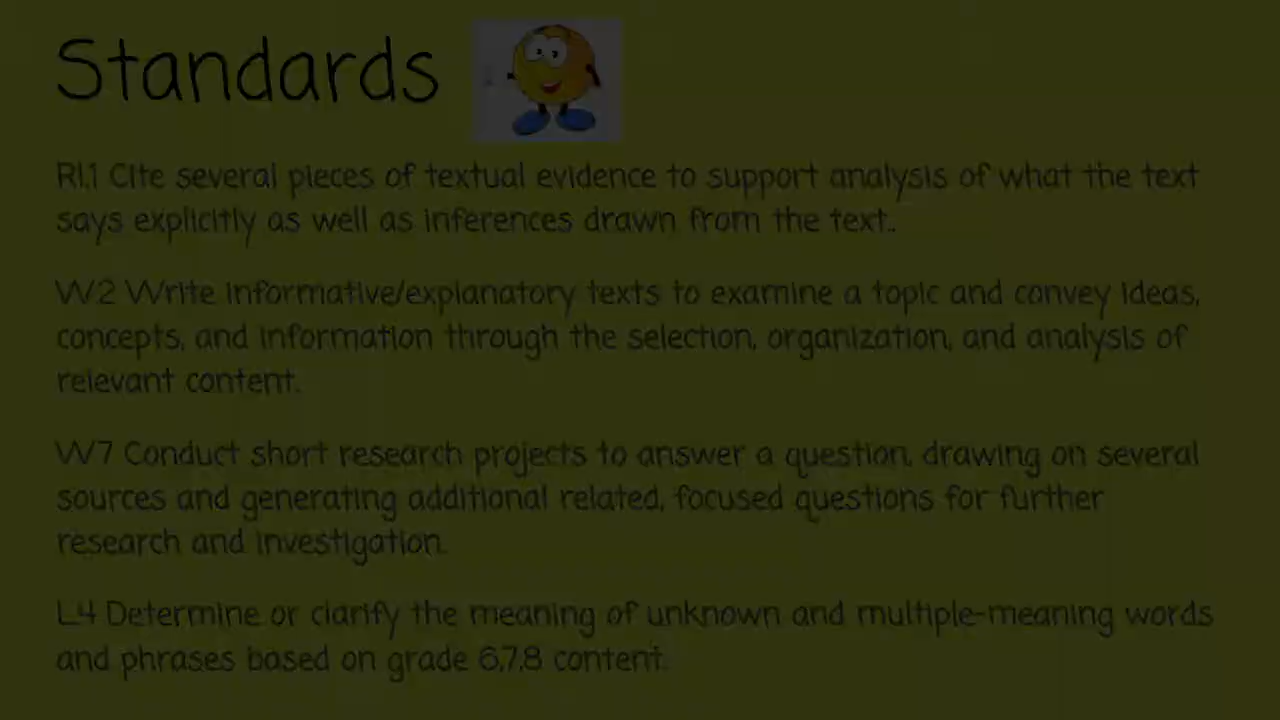 Standards
RI.1 Cite several pieces of textual evidence to support analysis of what the text
says explicitly as well as inferences drawn from the text..
W.2 Write informative/explanatory texts to examine a topic and convey ideas,
concepts, and information through the selection, organization, and analysis of
relevant content.
W7 Conduct short research projects to answer a question, drawing on several
sources and generating additional related, focused questions for further
research and investigation.
L.4 Determine or clarify the meaning of unknown and multiple-meaning words
and phrases based on grade 6,7,8 content.